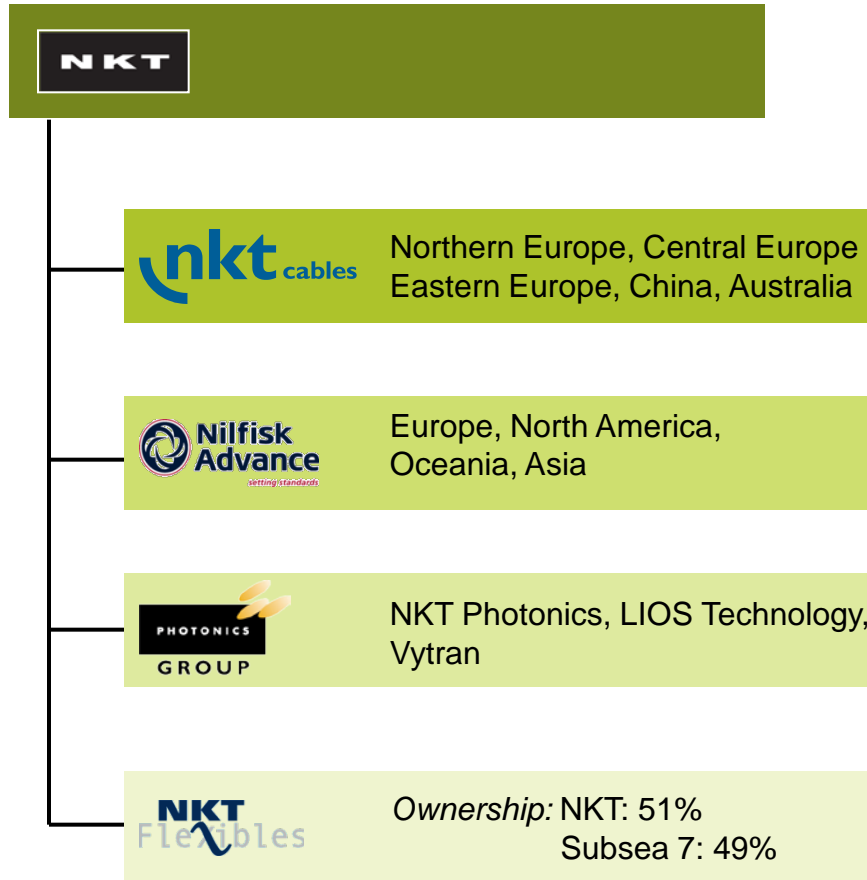 NKT
nkt cables
Northern Europe, Central Europe
Eastern Europe, China, Australia
Nilfisk
Advance
setting standards
Europe, North America,
Oceania, Asia
PHOTONICS
GROUP
NKT Photonics, LIOS Technology,
Vytran
NKT
Flexibles
Ownership: NKT: 51%
Subsea 7: 49%